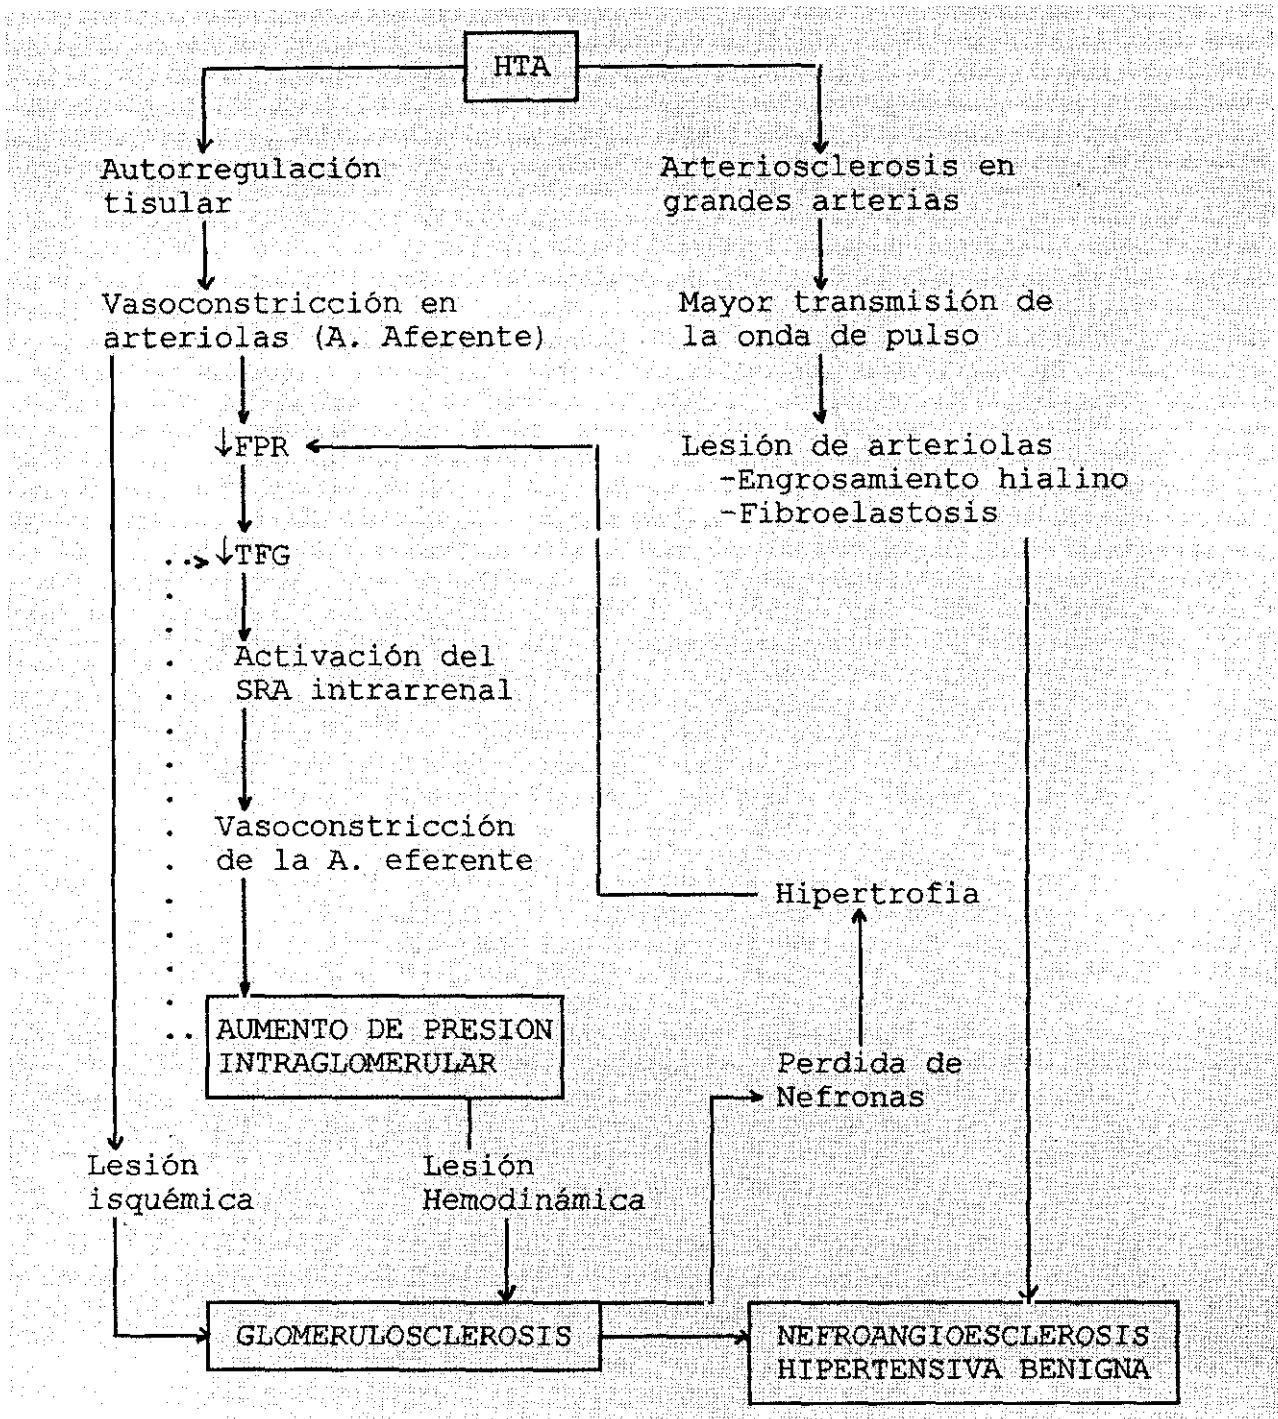 HTA
Autorregulación
tisular
Arteriosclerosis en
grandes arterias
Vasoconstricción en
arteriolas (A. Aferente)
Mayor transmisión de
la onda de pulso
↓FPR
Lesión de arteriolas
-Engrosamiento hialino
-Fibroelastosis
↓TFG
Activación del
SRA intrarrenal
Vasoconstricción
de la A. eferente
Hipertrofia
AUMENTO DE PRESION
INTRAGLOMERULAR
Perdida de
Nefronas
Lesión
isquémica
Lesión
Hemodinámica
GLOMERULOSCLEROSIS
NEFROANGIOESCLEROSIS
HIPERTENSIVA BENIGNA